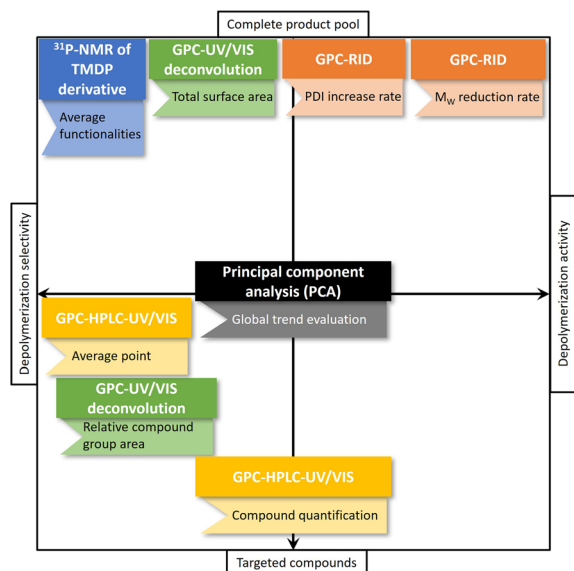 Complete product pool
³¹P-NMR of
TMDP
derivative
Average
functionalities
GPC-UV/VIS
deconvolution
Total surface area
GPC-RID
PDI increase rate
GPC-RID
M_W reduction rate
Depolymerization selectivity
Depolymerization activity
Principal component
analysis (PCA)
Global trend evaluation
GPC-HPLC-UV/VIS
Average point
GPC-UV/VIS
deconvolution
Relative compound
group area
GPC-HPLC-UV/VIS
Compound quantification
Targeted compounds